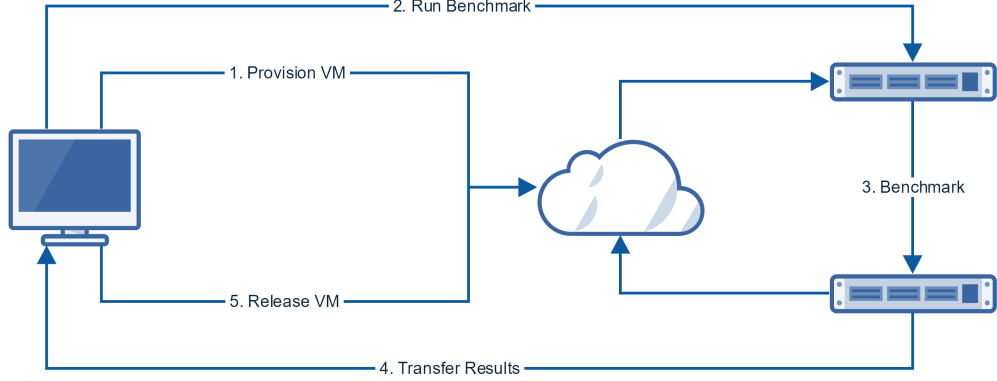 2. Run Benchmark
1. Provision VM
3. Benchmark
5. Release VM
4. Transfer Results